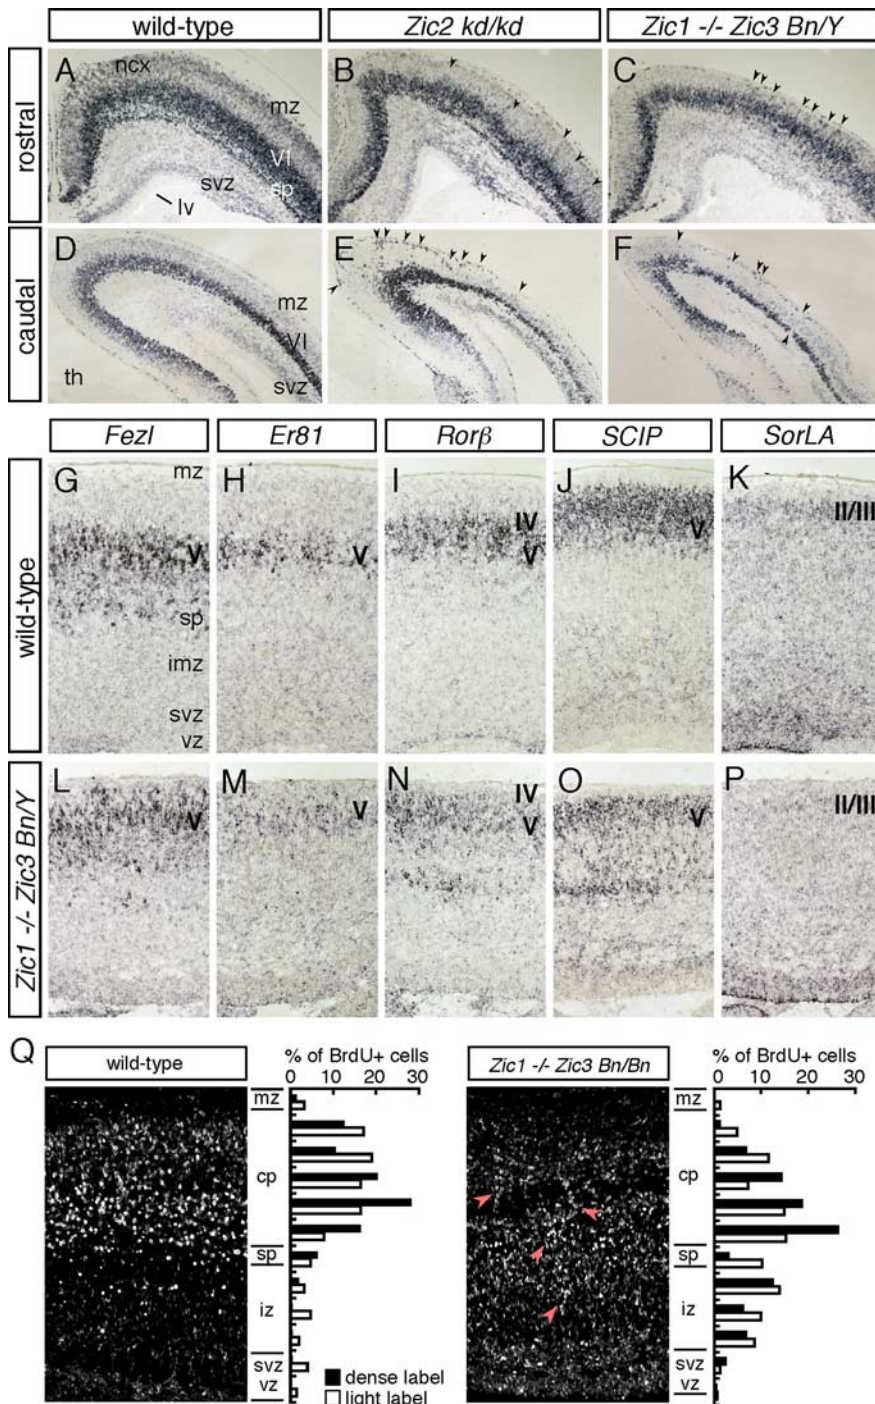 wild-type
Zic2 kd/kd
Zic1 -/- Zic3 Bn/Y
rostral
A
ncx
mz
VI
sp
svz
lv
B
C
caudal
D
mz
VI
svz
th
E
F
Fezl
Er81
Rorβ
SCIP
SorLA
wild-type
G
mz
V
sp
imz
svz
vz
H
V
I
IV
V
J
V
K
II/III
Zic1 -/- Zic3 Bn/Y
L
V
M
V
N
IV
V
O
V
P
II/III
Q
wild-type
% of BrdU+ cells
0 10 20 30
mz
cp
sp
iz
svz
vz
dense label
light label
Zic1 -/- Zic3 Bn/Bn
% of BrdU+ cells
0 10 20 30
mz
cp
sp
iz
svz
vz